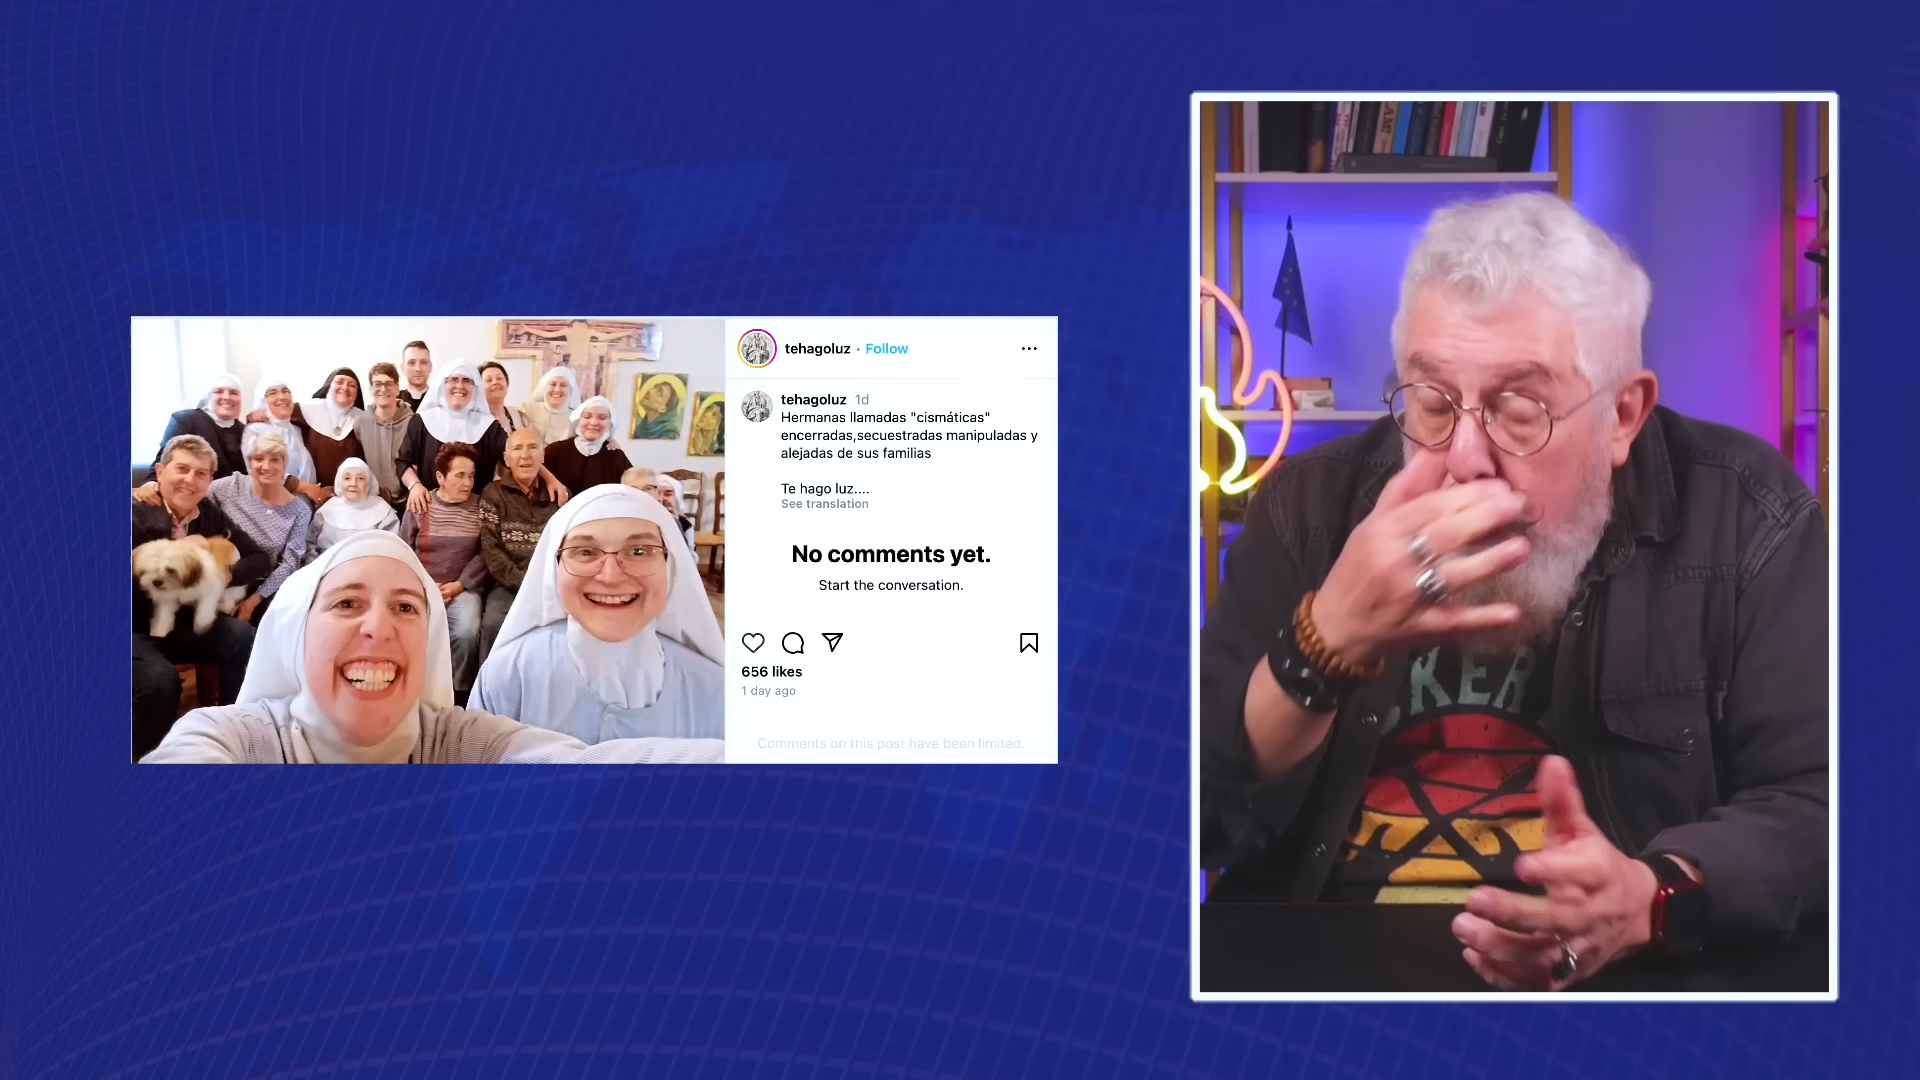 tehagoluz · Follow
tehagoluz 1d
Hermanas llamadas "cismáticas"
encerradas,secuestradas manipuladas y
alejadas de sus familias
Te hago luz....
See translation
No comments yet.
Start the conversation.
656 likes
1 day ago
Comments on this post have been limited.
KER